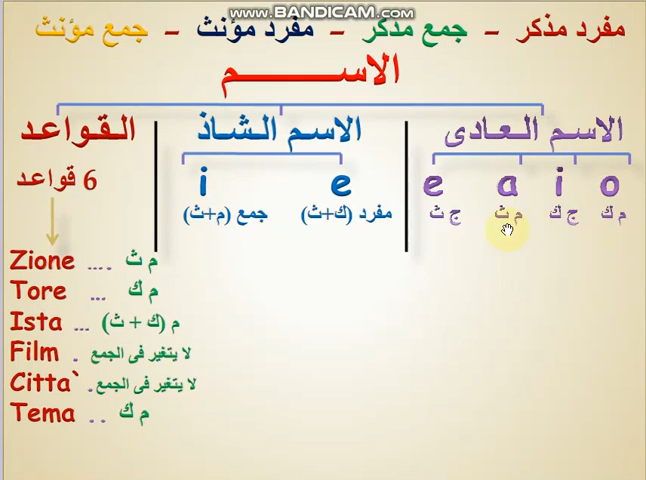 www.BANDICAM.com
مفرد مذكر - جمع مذكر - مفرد مؤنث - جمع مؤنث
الاســــــــم
الاسم العادى
o i a e
م ك ج ك م ث ج ث
الاسم الشاذ
e i
مفرد (ك+ث) جمع (م+ث)
القواعد
6 قواعد
Zione .... م ث
Tore ... م ك
Ista ... م (ك + ث)
Film . لا يتغير فى الجمع
Citta` . لا يتغير فى الجمع
Tema .. م ك